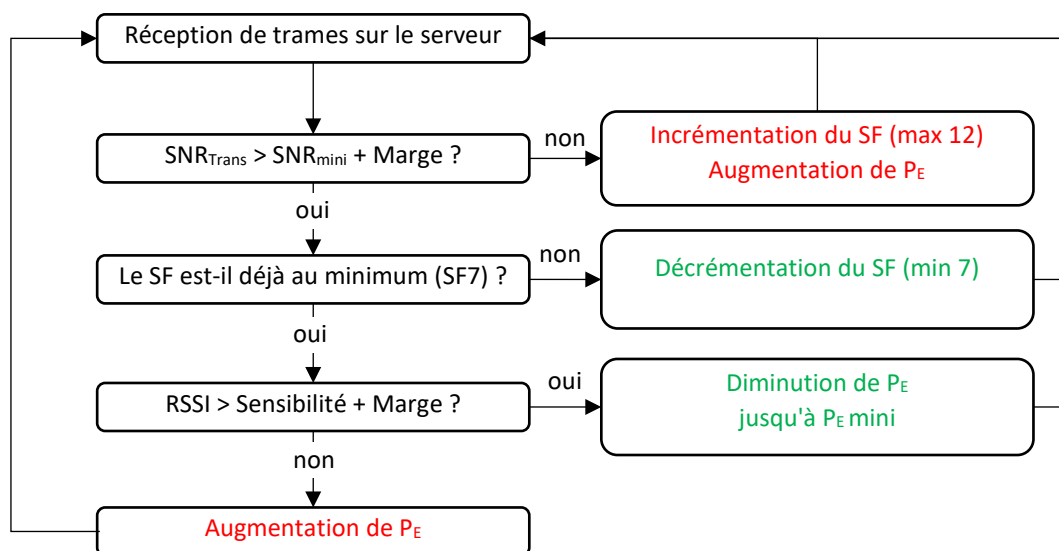 Réception de trames sur le serveur
SNRTrans > SNRmini + Marge ?
non
Incrémentation du SF (max 12)
Augmentation de PE
oui
Le SF est-il déjà au minimum (SF7) ?
non
Décrémentation du SF (min 7)
oui
RSSI > Sensibilité + Marge ?
oui
Diminution de PE
jusqu'à PE mini
non
Augmentation de PE